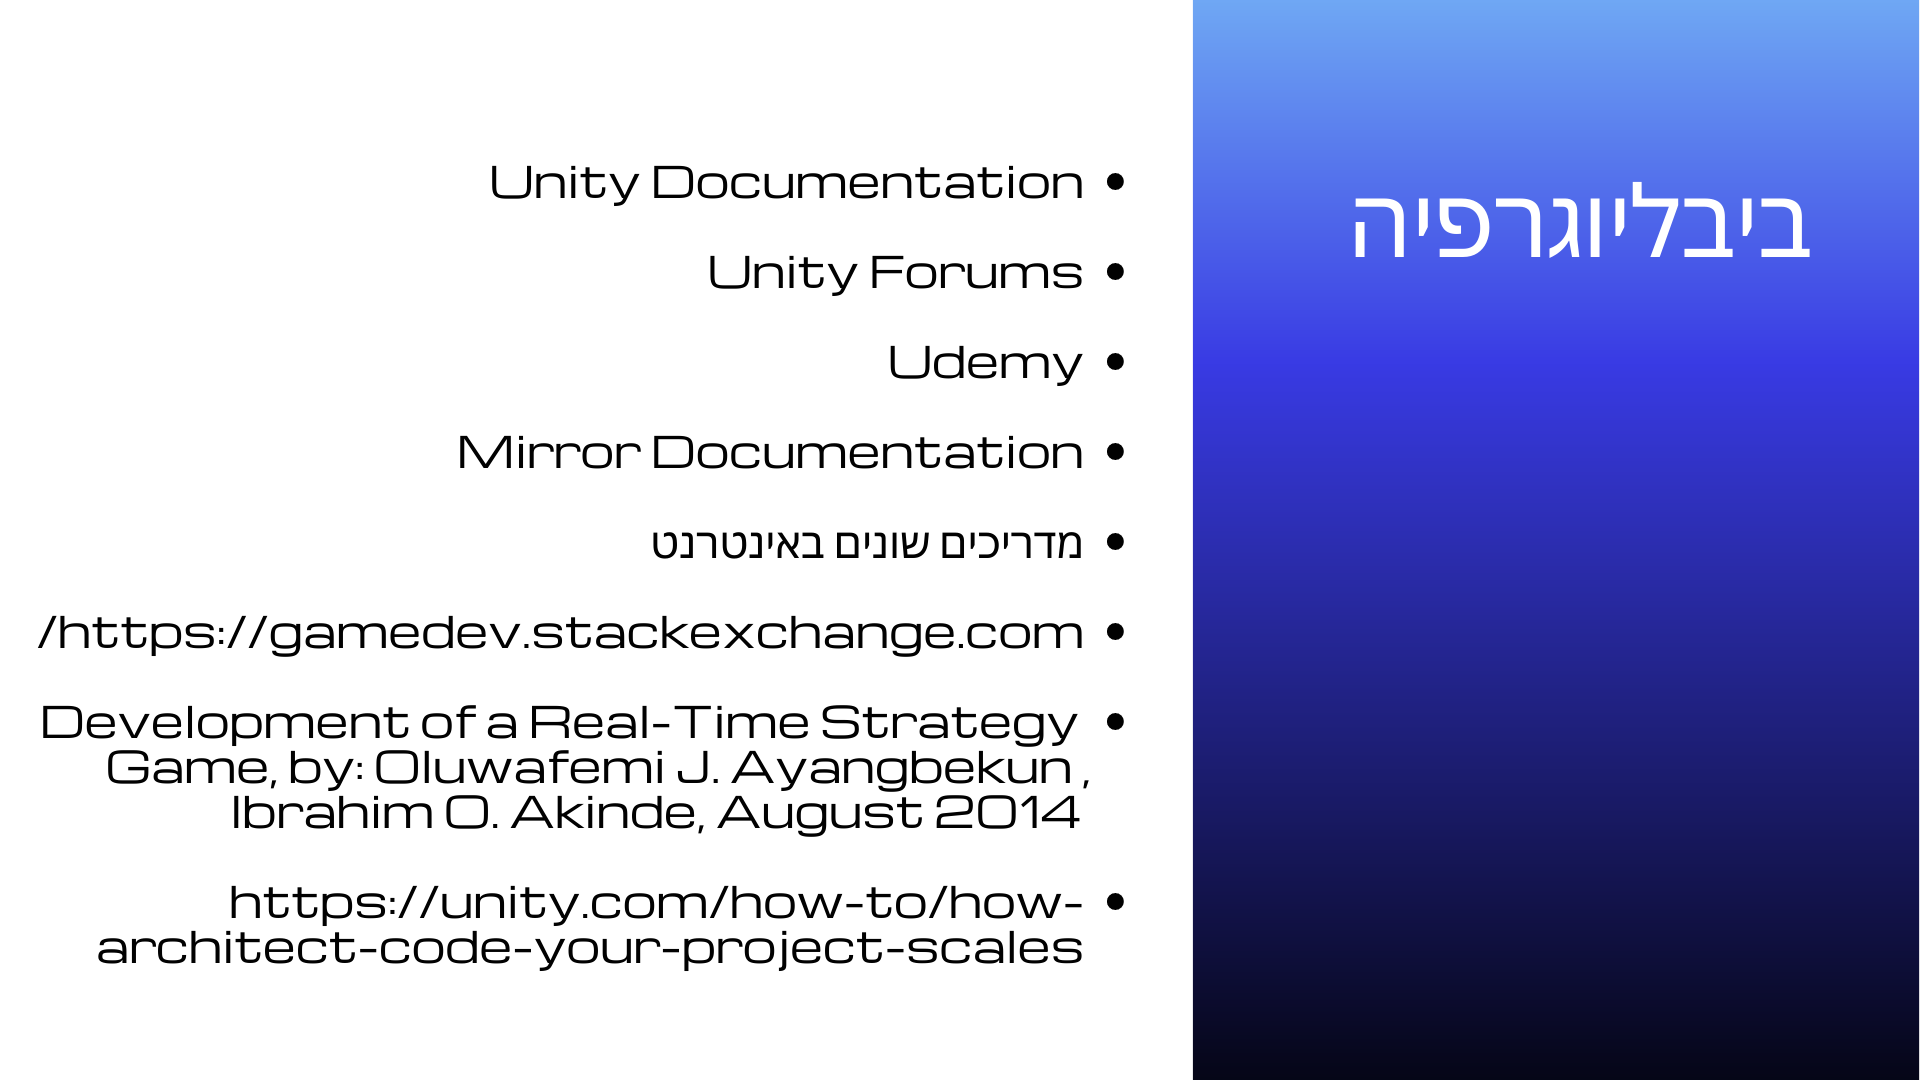 ביבליוגרפיה
Unity Documentation
Unity Forums
Udemy
Mirror Documentation
מדריכים שונים באינטרנט
/https://gamedev.stackexchange.com
Development of a Real-Time Strategy
Game, by: Oluwafemi J. Ayangbekun ,
Ibrahim O. Akinde, August 2014
https://unity.com/how-to/how-
architect-code-your-project-scales